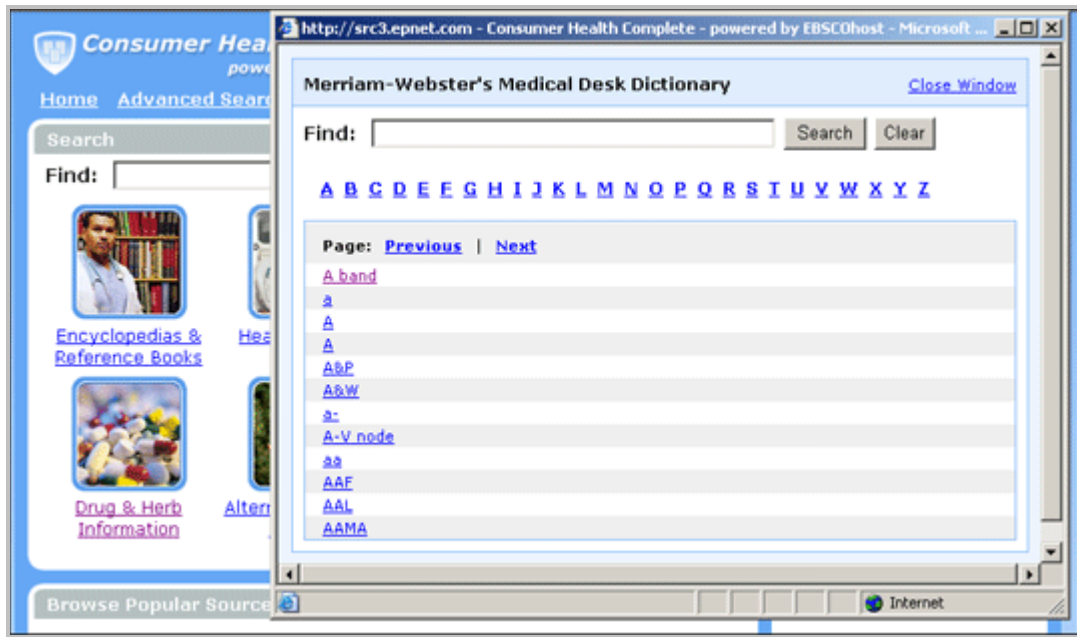 http://src3.epnet.com - Consumer Health Complete - powered by EBSCOhost - Microsoft ...
Consumer Hea
powe
Home Advanced Sear
Search
Find:
Encyclopedias &
Reference Books
Hea
Drug & Herb
Information
Altern
Browse Popular Source
Merriam-Webster's Medical Desk Dictionary Close Window
Find: Search Clear
A B C D E F G H I J K L M N O P Q R S T U V W X Y Z
Page: Previous | Next
A band
a
A
A
A&P
A&W
a-
A-V node
aa
AAF
AAL
AAMA
Internet